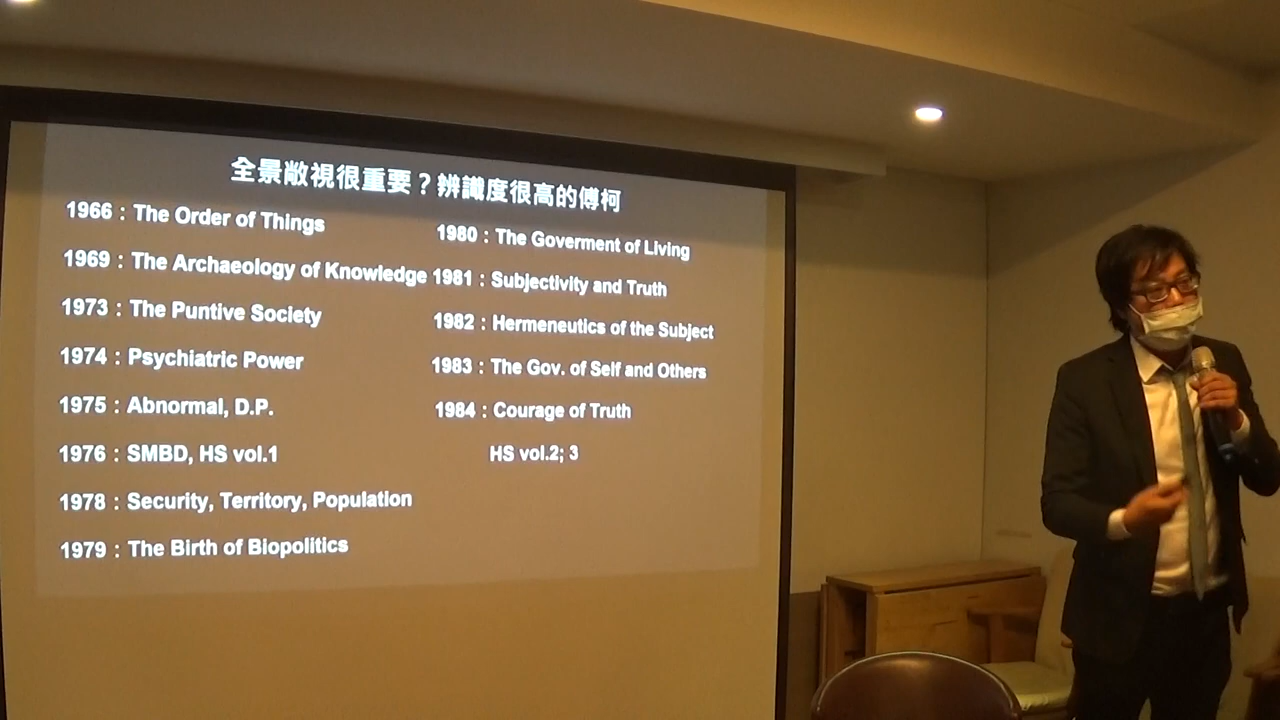 全景敞視很重要？辨識度很高的傅柯
1966：The Order of Things
1969：The Archaeology of Knowledge
1973：The Puntive Society
1974：Psychiatric Power
1975：Abnormal, D.P.
1976：SMBD, HS vol.1
1978：Security, Territory, Population
1979：The Birth of Biopolitics
1980：The Goverment of Living
1981：Subjectivity and Truth
1982：Hermeneutics of the Subject
1983：The Gov. of Self and Others
1984：Courage of Truth
HS vol.2; 3